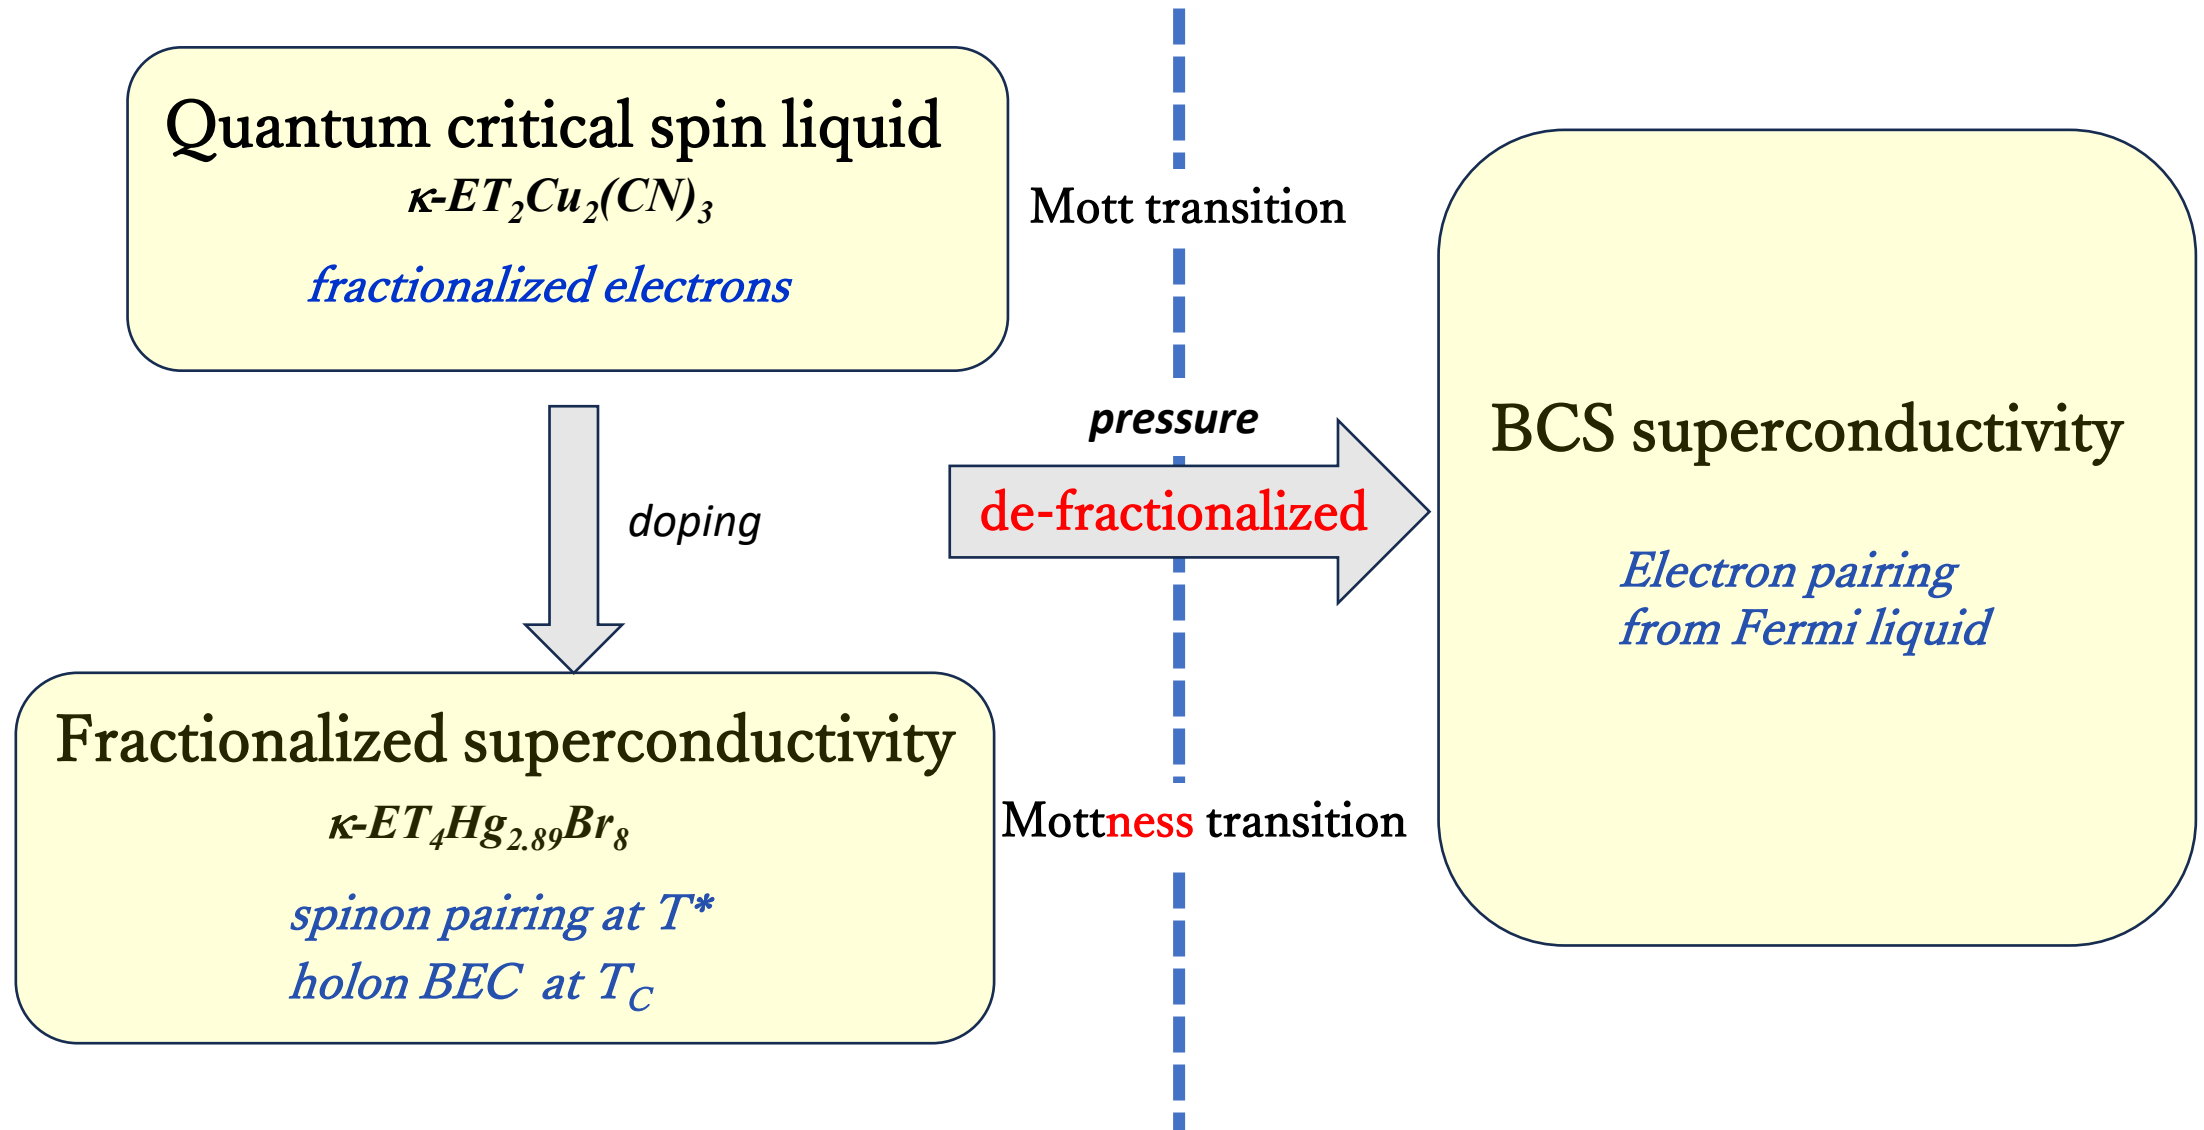 Quantum critical spin liquid
κ-ET₂Cu₂(CN)₃
fractionalized electrons
Mott transition
doping
pressure
de-fractionalized
BCS superconductivity
Electron pairing
from Fermi liquid
Fractionalized superconductivity
κ-ET₄Hg₂.₈₉Br₈
spinon pairing at T*
holon BEC at T_C
Mottness transition